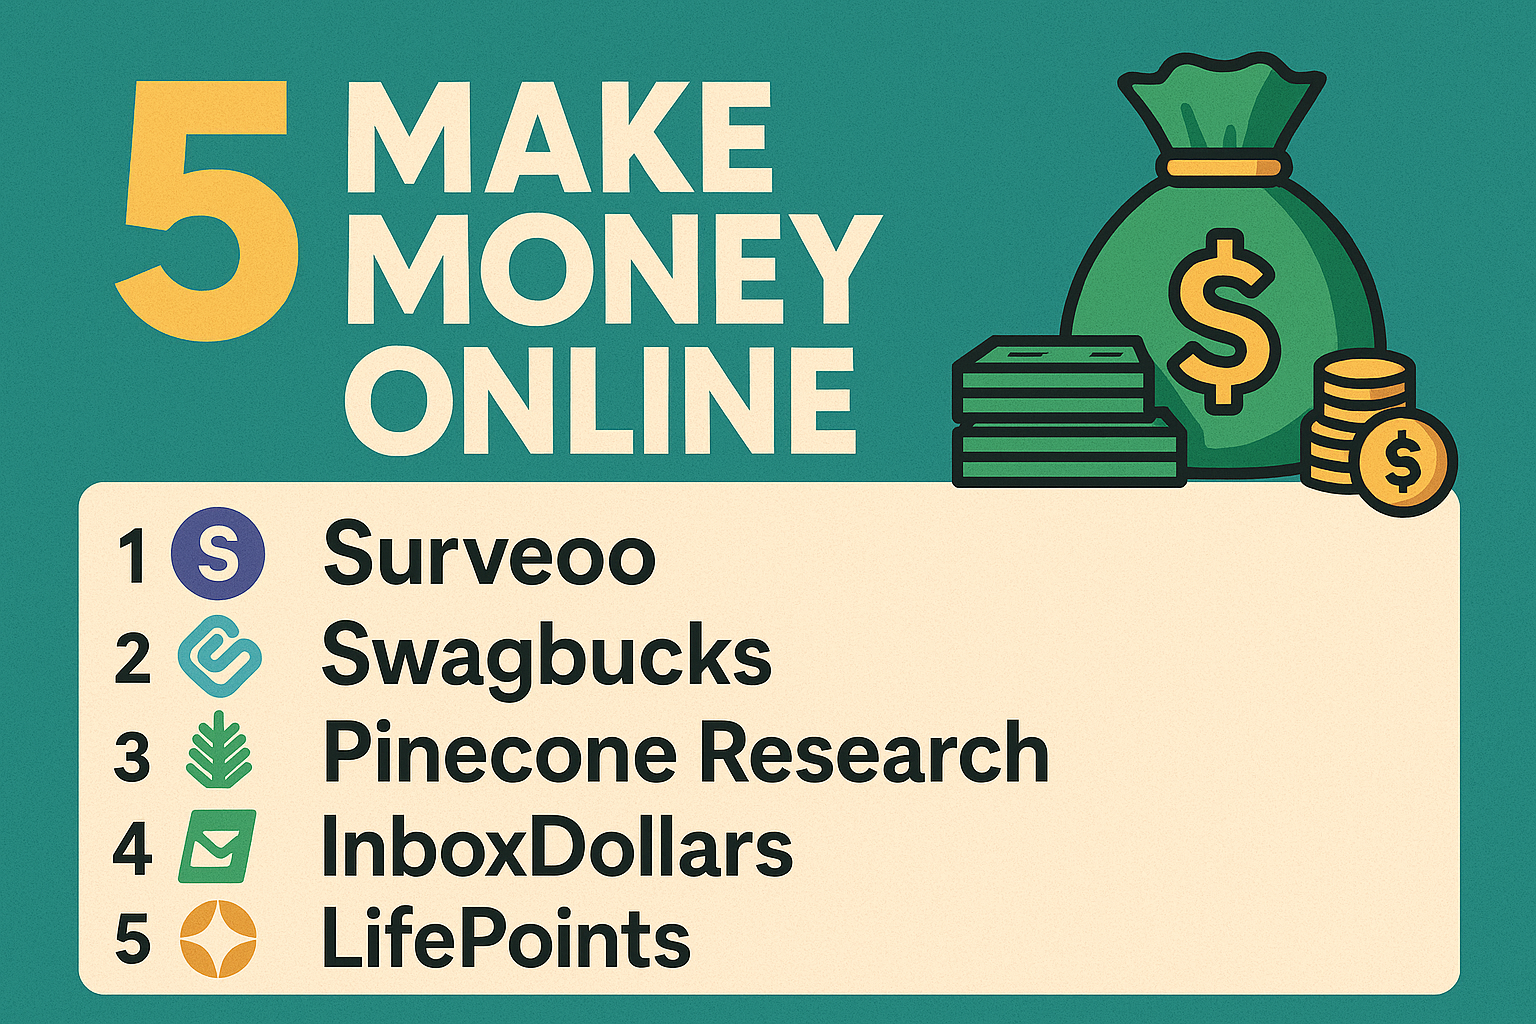 5 MAKE
MONEY
ONLINE
$
$
1 S Surveoo
2 Swagbucks
3 Pinecone Research
4 InboxDollars
5 LifePoints